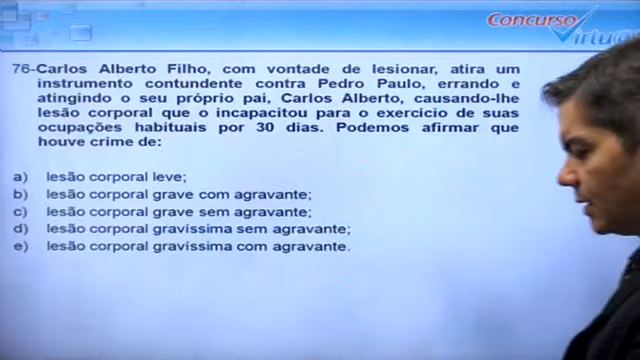 Concurso
Virtual
76-Carlos Alberto Filho, com vontade de lesionar, atira um
instrumento contundente contra Pedro Paulo, errando e
atingindo o seu próprio pai, Carlos Alberto, causando-lhe
lesão corporal que o incapacitou para o exercício de suas
ocupações habituais por 30 dias. Podemos afirmar que
houve crime de:
a) lesão corporal leve;
b) lesão corporal grave com agravante;
c) lesão corporal grave sem agravante;
d) lesão corporal gravíssima sem agravante;
e) lesão corporal gravíssima com agravante.